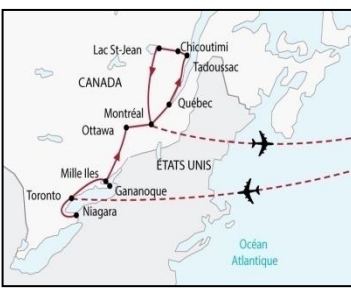 Lac St-Jean
Chicoutimi
Tadoussac
CANADA
Québec
Montréal
Ottawa
ÉTATS UNIS
Mille Iles
Gananoque
Toronto
Niagara
Océan
Atlantique